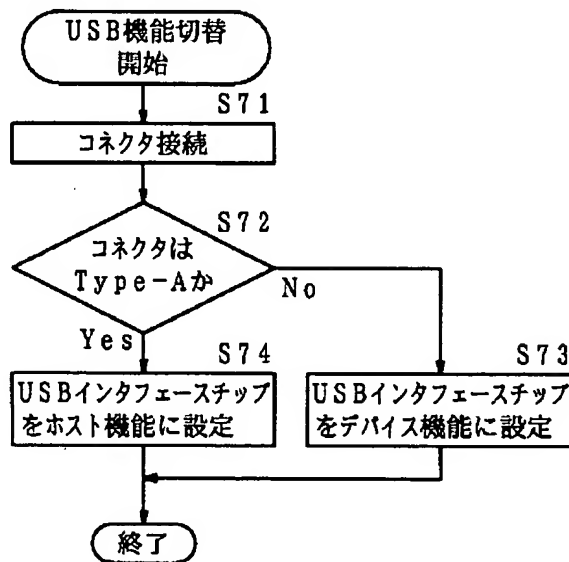 USB機能切替
開始
S71
コネクタ接続
S72
コネクタは
Type-Aか
No
Yes
S74
USBインタフェースチップ
をホスト機能に設定
S73
USBインタフェースチップ
をデバイス機能に設定
終了